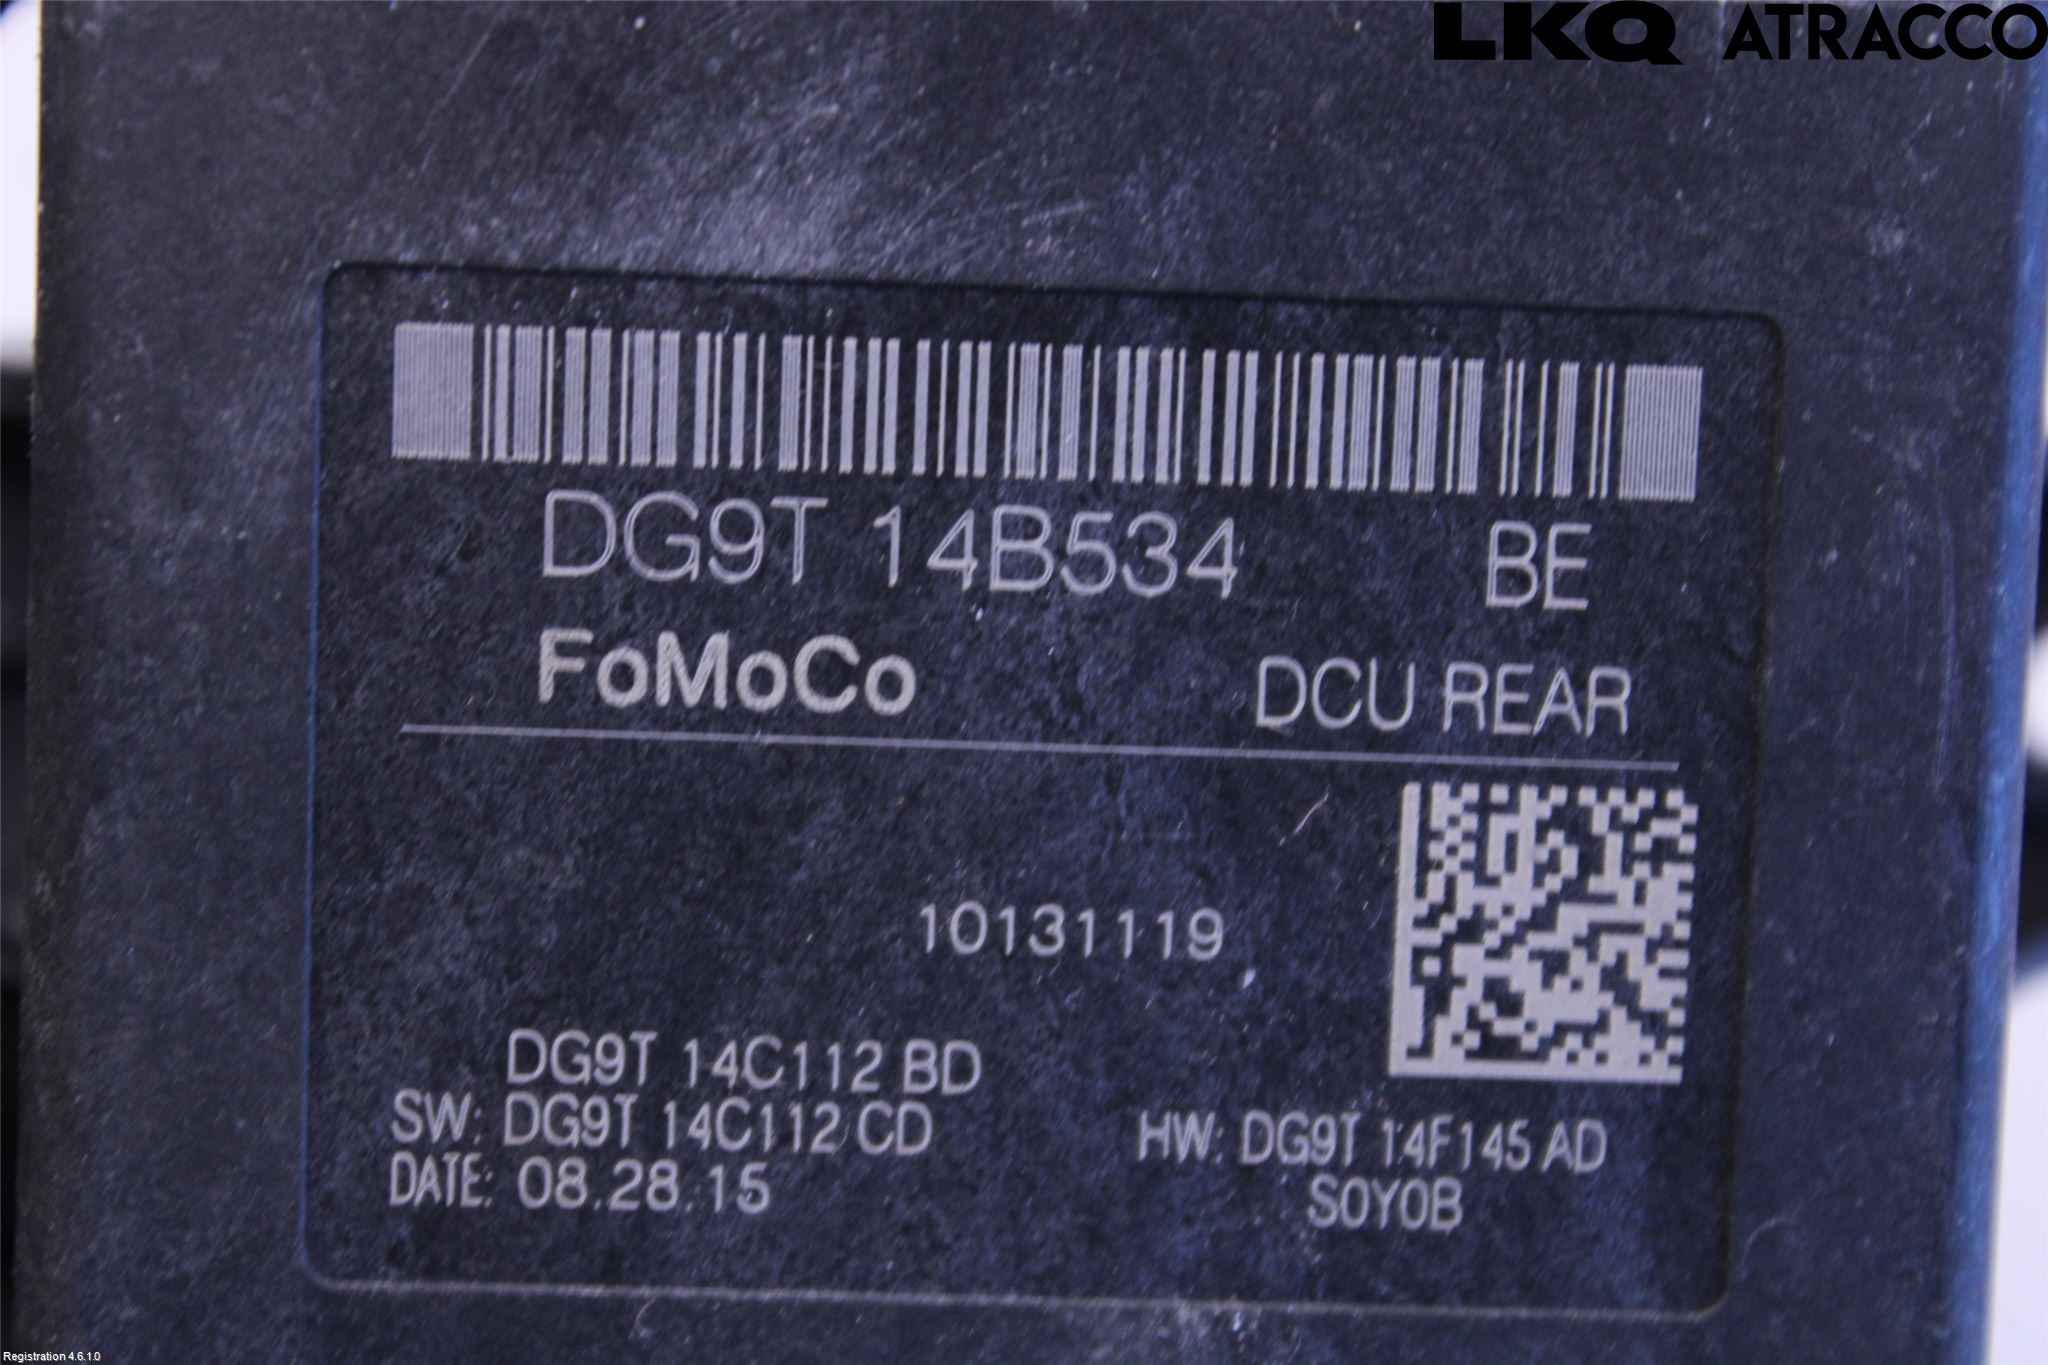 LKQ ATRACCO
DG9T 14B534 BE
FoMoCo DCU REAR
10131119
DG9T 14C112 BD
SW: DG9T 14C112 CD HW: DG9T 14F145 AD
DATE: 08.28.15 S0Y0B
Registration 4.6.1.0